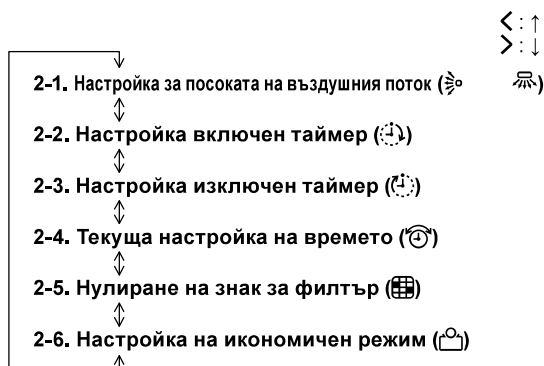 <: ↑
>: ↓
2-1. Настройка за посоката на въздушния поток ( )
2-2. Настройка включен таймер ( )
2-3. Настройка изключен таймер ( )
2-4. Текуща настройка на времето ( )
2-5. Нулиране на знак за филтър ( )
2-6. Настройка на икономичен режим ( )